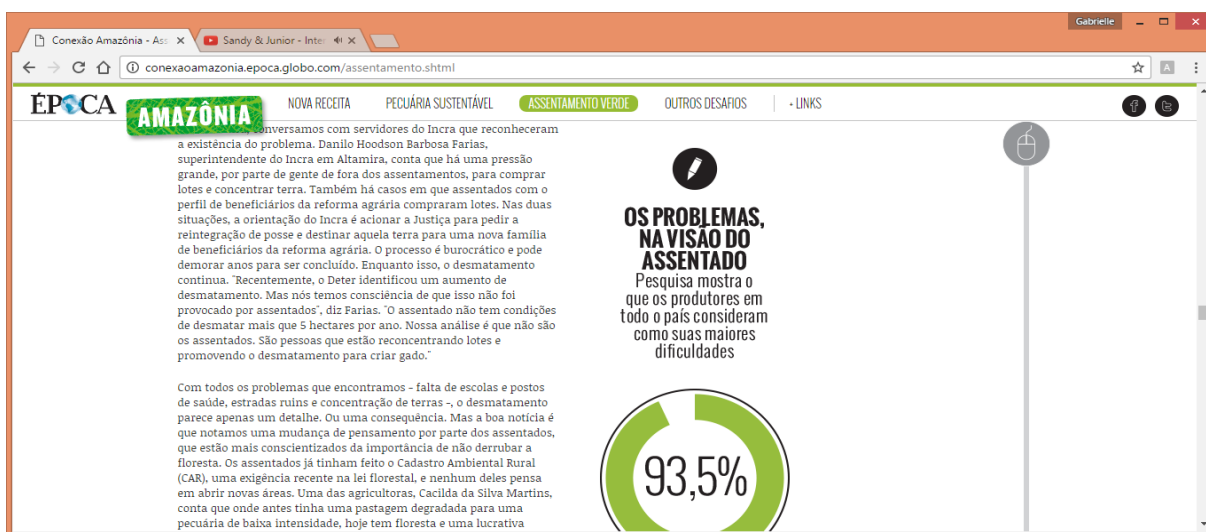 Gabrielle
Conexão Amazônia - Ass
Sandy & Junior - Inter
conexaoamazonia.epoca.globo.com/assentamento.shtml
ÉPOCA
AMAZÔNIA
NOVA RECEITA
PECUÁRIA SUSTENTÁVEL
ASSENTAMENTO VERDE
OUTROS DESAFIOS
+ LINKS
conversamos com servidores do Incra que reconheceram
a existência do problema. Danilo Hoodson Barbosa Farias,
superintendente do Incra em Altamira, conta que há uma pressão
grande, por parte de gente de fora dos assentamentos, para comprar
lotes e concentrar terra. Também há casos em que assentados com o
perfil de beneficiários da reforma agrária compraram lotes. Nas duas
situações, a orientação do Incra é acionar a Justiça para pedir a
reintegração de posse e destinar aquela terra para uma nova família
de beneficiários da reforma agrária. O processo é burocrático e pode
demorar anos para ser concluído. Enquanto isso, o desmatamento
continua. "Recentemente, o Deter identificou um aumento de
desmatamento. Mas nós temos consciência de que isso não foi
provocado por assentados", diz Farias. "O assentado não tem condições
de desmatar mais que 5 hectares por ano. Nossa análise é que não são
os assentados. São pessoas que estão reconcentrando lotes e
promovendo o desmatamento para criar gado."
Com todos os problemas que encontramos - falta de escolas e postos
de saúde, estradas ruins e concentração de terras -, o desmatamento
parece apenas um detalhe. Ou uma consequência. Mas a boa notícia é
que notamos uma mudança de pensamento por parte dos assentados,
que estão mais conscientizados da importância de não derrubar a
floresta. Os assentados já tinham feito o Cadastro Ambiental Rural
(CAR), uma exigência recente na lei florestal, e nenhum deles pensa
em abrir novas áreas. Uma das agricultoras, Cacilda da Silva Martins,
conta que onde antes tinha uma pastagem degradada para uma
pecuária de baixa intensidade, hoje tem floresta e uma lucrativa
OS PROBLEMAS,
NA VISÃO DO
ASSENTADO
Pesquisa mostra o
que os produtores em
todo o país consideram
como suas maiores
dificuldades
93,5%